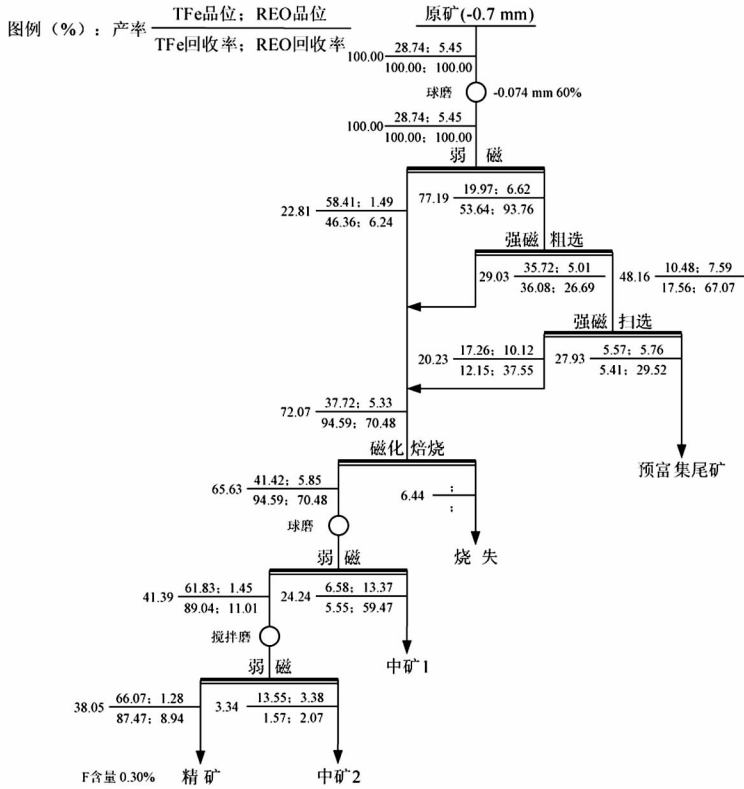 图例（%）：产率 TFe品位；REO品位
TFe回收率；REO回收率
原矿(-0.7 mm)
100.00 28.74；5.45
100.00；100.00
球磨 -0.074 mm 60%
100.00 28.74；5.45
100.00；100.00
弱 磁
22.81 58.41；1.49
46.36；6.24
77.19 19.97；6.62
53.64；93.76
强磁 粗选
29.03 35.72；5.01
36.08；26.69
48.16 10.48；7.59
17.56；67.07
强磁 扫选
20.23 17.26；10.12
12.15；37.55
27.93 5.57；5.76
5.41；29.52
72.07 37.72；5.33
94.59；70.48
预富集尾矿
磁化 焙烧
65.63 41.42；5.85
94.59；70.48
6.44 ；
；
球磨
烧 失
弱 磁
41.39 61.83；1.45
89.04；11.01
24.24 6.58；13.37
5.55；59.47
搅拌磨
中矿1
弱 磁
38.05 66.07；1.28
87.47；8.94
3.34 13.55；3.38
1.57；2.07
F含量 0.30% 精 矿 中矿2